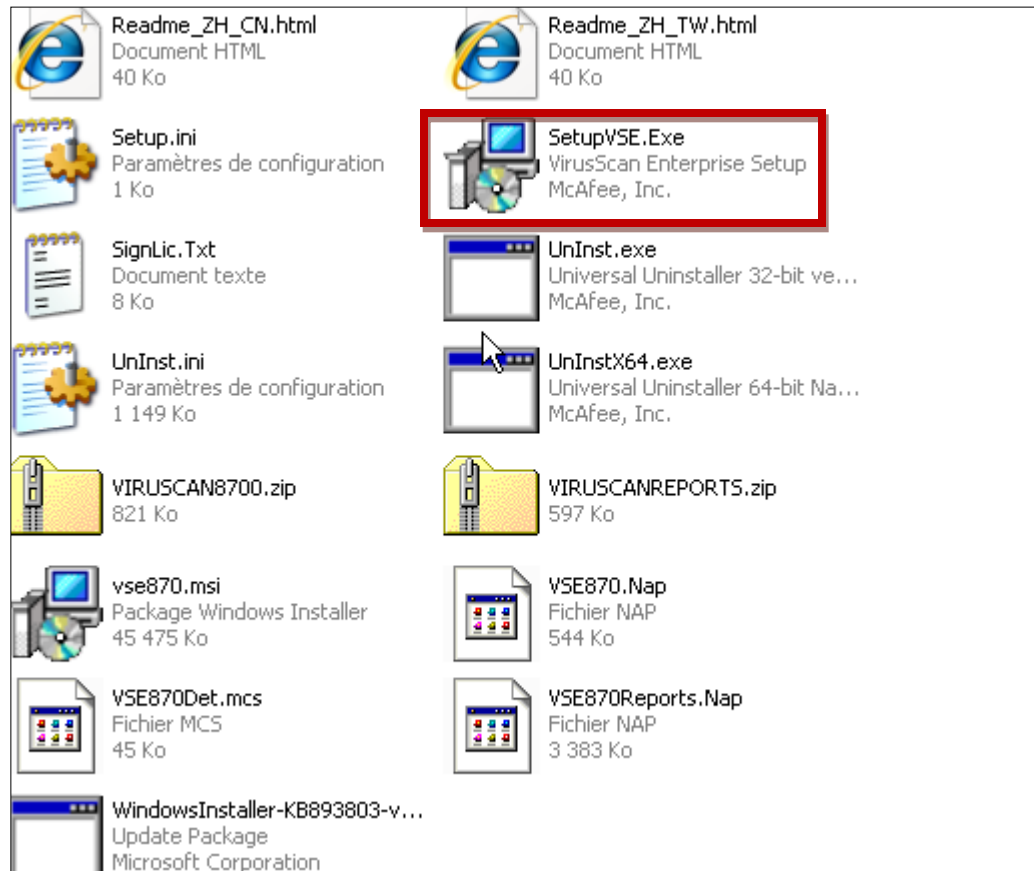 Readme_ZH_CN.html
Document HTML
40 Ko
Readme_ZH_TW.html
Document HTML
40 Ko
Setup.ini
Paramètres de configuration
1 Ko
SetupVSE.Exe
VirusScan Enterprise Setup
McAfee, Inc.
SignLic.Txt
Document texte
8 Ko
UnInst.exe
Universal Uninstaller 32-bit ve...
McAfee, Inc.
UnInst.ini
Paramètres de configuration
1 149 Ko
UnInstX64.exe
Universal Uninstaller 64-bit Na...
McAfee, Inc.
VIRUSCAN8700.zip
821 Ko
VIRUSCANREPORTS.zip
597 Ko
vse870.msi
Package Windows Installer
45 475 Ko
VSE870.Nap
Fichier NAP
544 Ko
VSE870Det.mcs
Fichier MCS
45 Ko
VSE870Reports.Nap
Fichier NAP
3 383 Ko
WindowsInstaller-KB893803-v...
Update Package
Microsoft Corporation